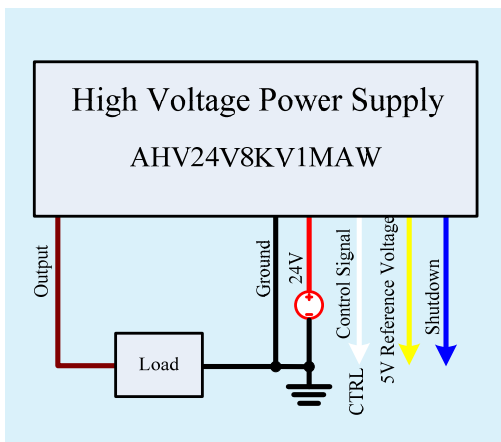 High Voltage Power Supply
AHV24V8KV1MAW
Output
Ground
24V
Control Signal
5V Reference Voltage
Shutdown
+
-
Load
CTRL